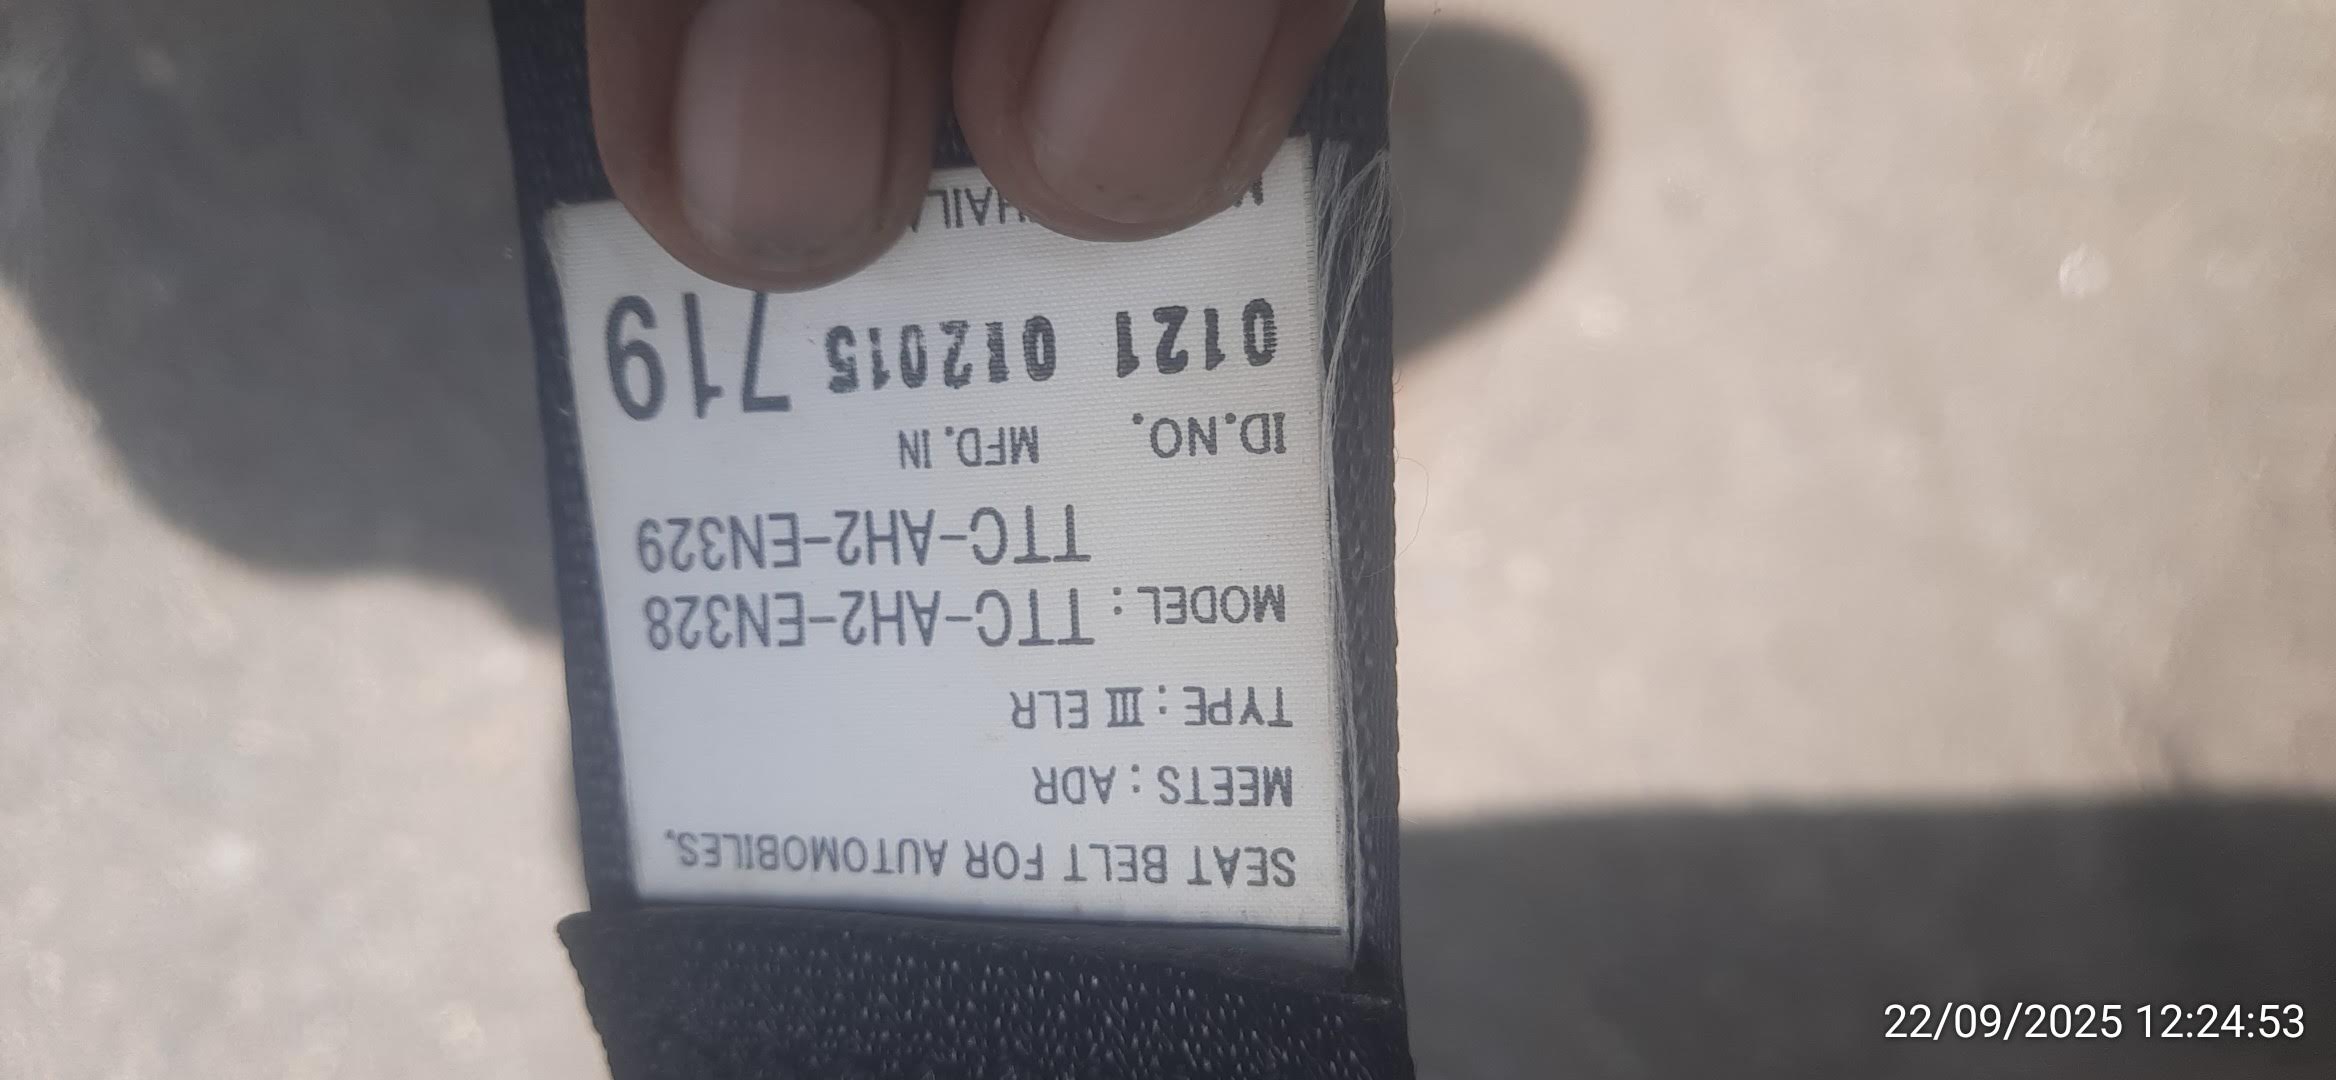 SEAT BELT FOR AUTOMOBILES.
MEETS : ADR
TYPE : III ELR
MODEL : TTC-AH2-EN328
TTC-AH2-EN329
ID.NO. MFD. IN
0121 012015 719
22/09/2025 12:24:53